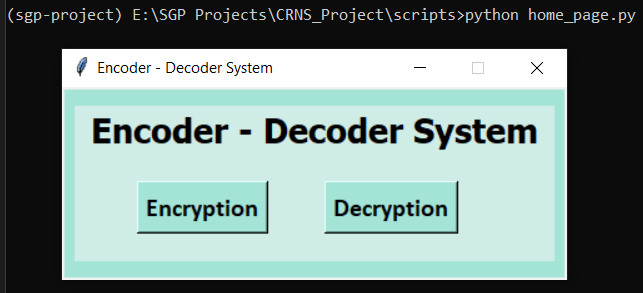 (sgp-project) E:\SGP Projects\CRNS_Project\scripts>python home_page.py
Encoder - Decoder System
Encoder - Decoder System
Encryption Decryption